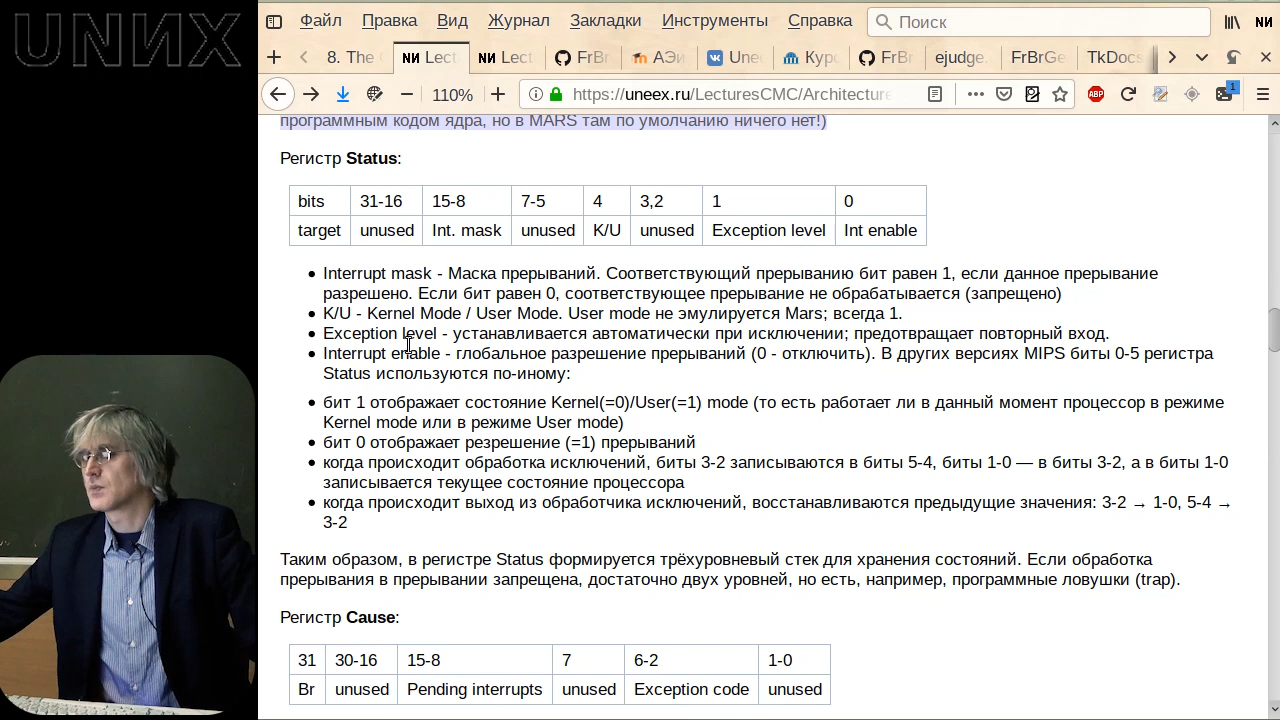 UNIX
Файл Правка Вид Журнал Закладки Инструменты Справка Поиск
8. The Lect Lect FrBr АЭи Une Курс FrBr ejudge. FrBrGe TkDocs
110% https://uneex.ru/LecturesCMC/Architecture ABP 1
программным кодом ядра, но в MARS там по умолчанию ничего нет!)
Регистр Status:
bits 31-16 15-8 7-5 4 3,2 1 0
target unused Int. mask unused K/U unused Exception level Int enable
Interrupt mask - Маска прерываний. Соответствующий прерыванию бит равен 1, если данное прерывание
разрешено. Если бит равен 0, соответствующее прерывание не обрабатывается (запрещено)
K/U - Kernel Mode / User Mode. User mode не эмулируется Mars; всегда 1.
Exception level - устанавливается автоматически при исключении; предотвращает повторный вход.
Interrupt enable - глобальное разрешение прерываний (0 - отключить). В других версиях MIPS биты 0-5 регистра
Status используются по-иному:
бит 1 отображает состояние Kernel(=0)/User(=1) mode (то есть работает ли в данный момент процессор в режиме
Kernel mode или в режиме User mode)
бит 0 отображает резрешение (=1) прерываний
когда происходит обработка исключений, биты 3-2 записываются в биты 5-4, биты 1-0 — в биты 3-2, а в биты 1-0
записывается текущее состояние процессора
когда происходит выход из обработчика исключений, восстанавливаются предыдущие значения: 3-2 → 1-0, 5-4 →
3-2
Таким образом, в регистре Status формируется трёхуровневый стек для хранения состояний. Если обработка
прерывания в прерывании запрещена, достаточно двух уровней, но есть, например, программные ловушки (trap).
Регистр Cause:
31 30-16 15-8 7 6-2 1-0
Br unused Pending interrupts unused Exception code unused